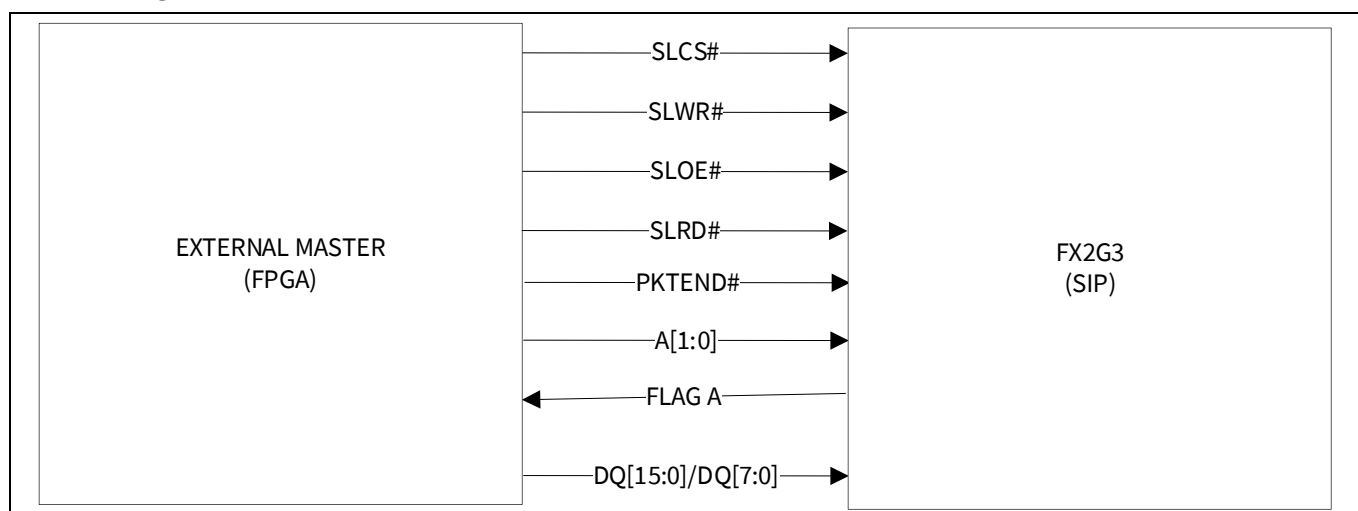 SLCS#
SLWR#
SLOE#
SLRD#
EXTERNAL MASTER
(FPGA)
FX2G3
(SIP)
PKTEND#
A[1:0]
FLAG A
DQ[15:0]/DQ[7:0]